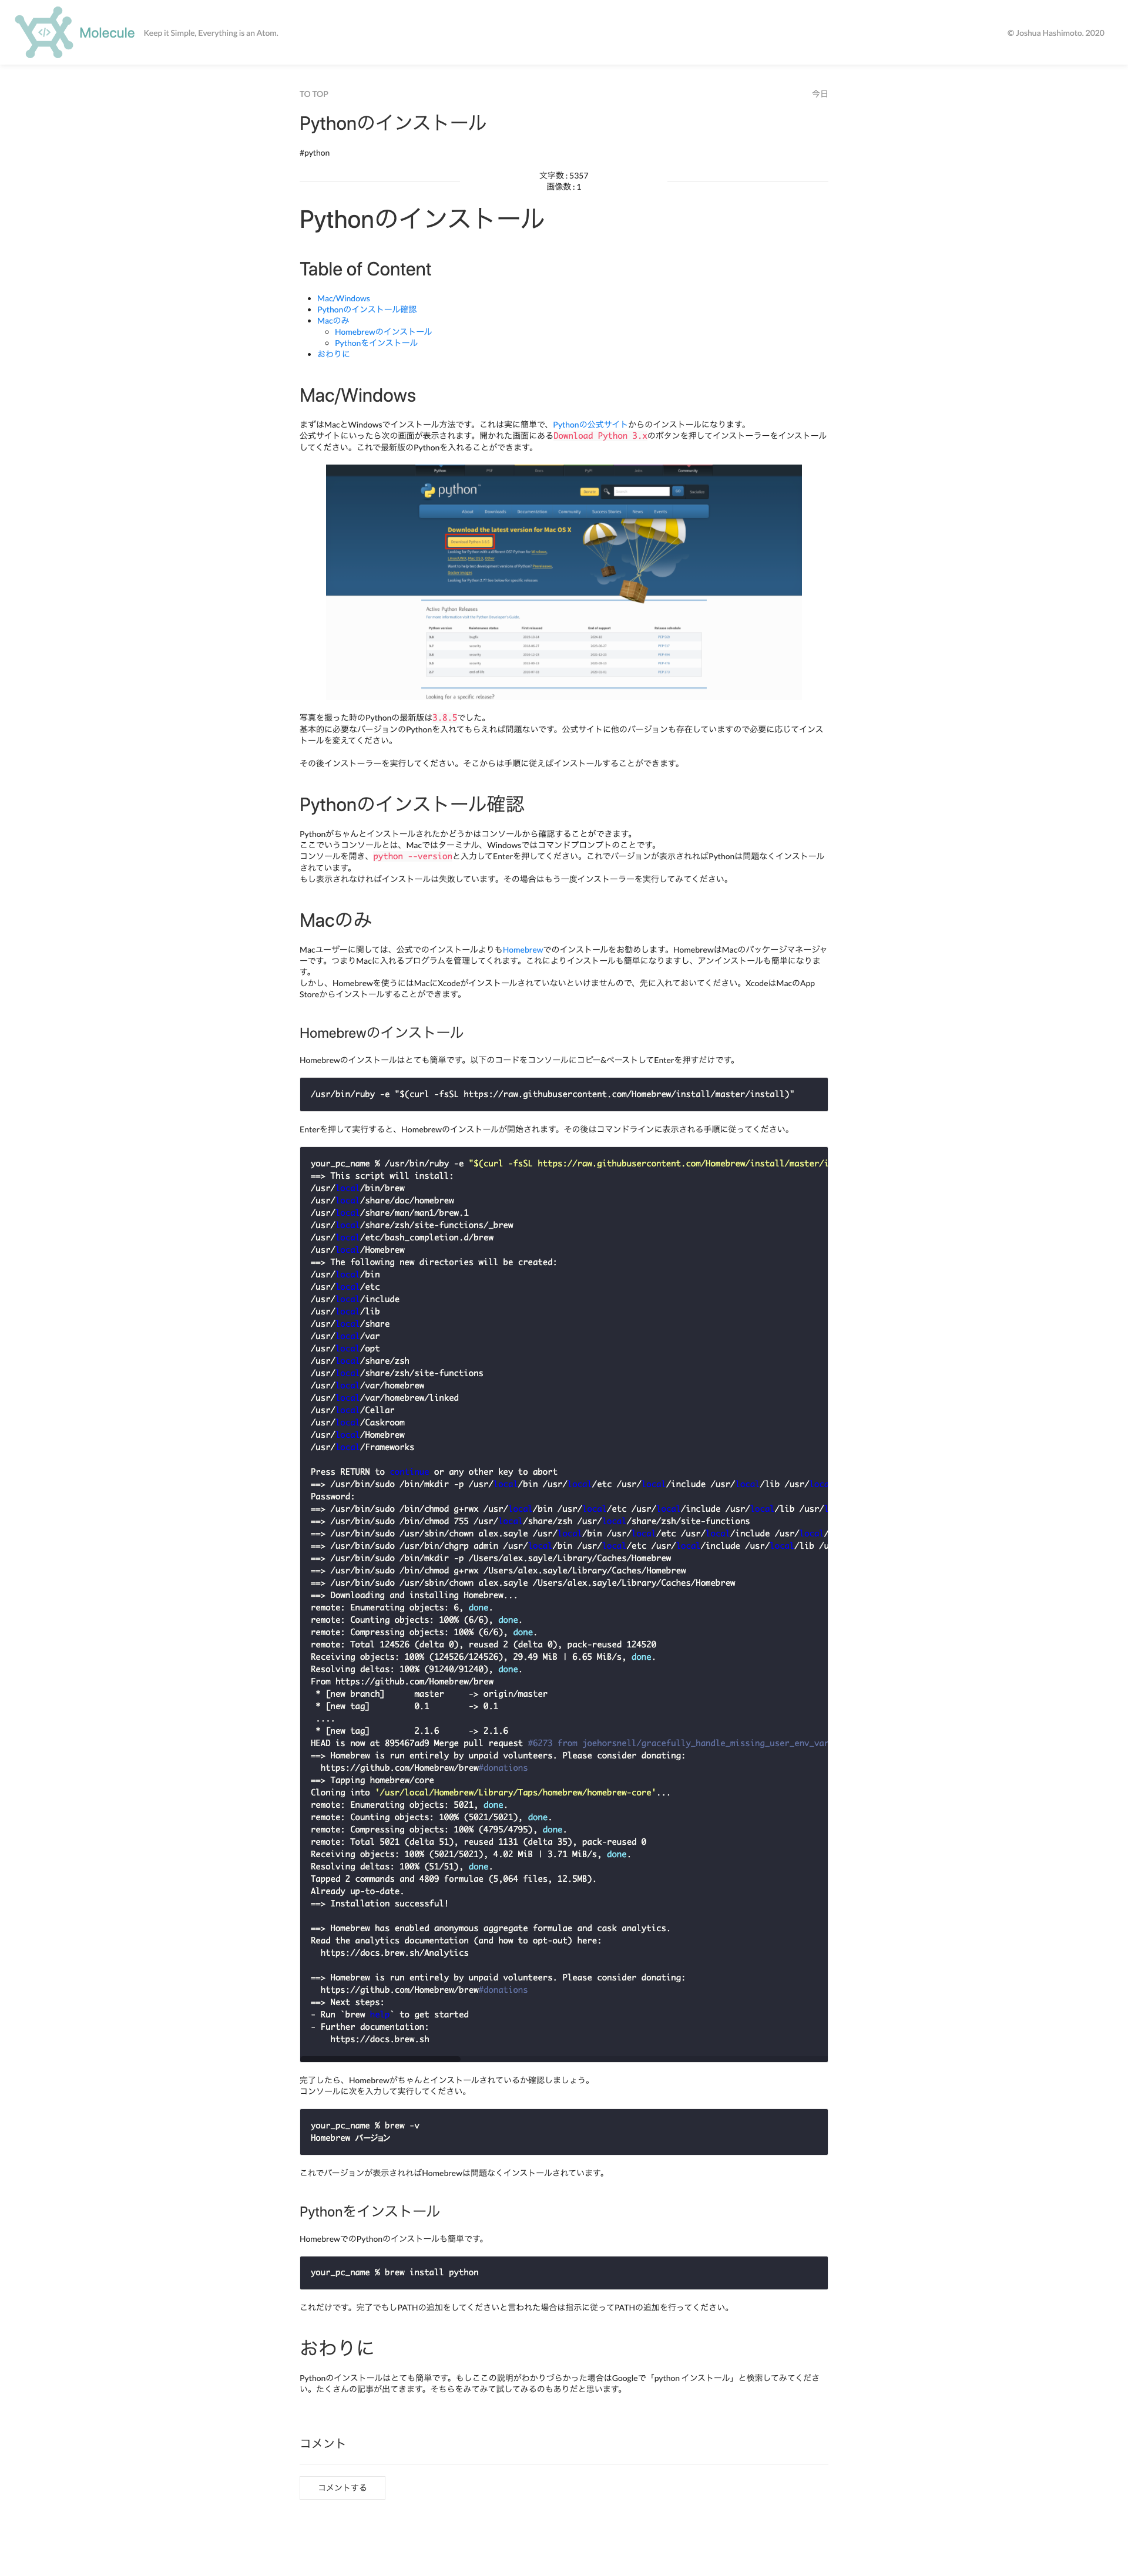 Molecule
Keep it Simple, Everything is an Atom.
© Joshua Hashimoto. 2020
TO TOP
今日
Pythonのインストール
#python
文字数 : 5357
画像数 : 1
Pythonのインストール
Table of Content
Mac/Windows
Pythonのインストール確認
Macのみ
Homebrewのインストール
Pythonをインストール
おわりに
Mac/Windows
まずはMacとWindowsでインストール方法です。これは実に簡単で、Pythonの公式サイトからのインストールになります。
公式サイトにいったら次の画面が表示されます。開かれた画面にあるDownload Python 3.xのボタンを押してインストーラーをインストール
してください。これで最新版のPythonを入れることができます。
Python
Community
python
Donate
Search
GO
Socialize
About Downloads Documentation Community Success Stories News Events
Download the latest version for Mac OS X
Download Python 3.8.5
Looking for Python with a different OS? Python for Windows,
Linux/UNIX, Mac OS X, Other
Want to help test development versions of Python? Prereleases,
Docker images
Looking for Python 2.7? See below for specific releases
Active Python Releases
For more information visit the Python Developer's Guide.
Python version Maintenance status First released End of support Release schedule
Looking for a specific release?
写真を撮った時のPythonの最新版は3.8.5でした。
基本的に必要なバージョンのPythonを入れてもらえれば問題ないです。公式サイトに他のバージョンも存在していますので必要に応じてインス
トールを変えてください。
その後インストーラーを実行してください。そこからは手順に従えばインストールすることができます。
Pythonのインストール確認
Pythonがちゃんとインストールされたかどうかはコンソールから確認することができます。
ここでいうコンソールとは、Macではターミナル、Windowsではコマンドプロンプトのことです。
コンソールを開き、python --versionと入力してEnterを押してください。これでバージョンが表示されればPythonは問題なくインストール
されています。
もし表示されなければインストールは失敗しています。その場合はもう一度インストーラーを実行してみてください。
Macのみ
Macユーザーに関しては、公式でのインストールよりもHomebrewでのインストールをお勧めします。HomebrewはMacのパッケージマネージャ
ーです。つまりMacに入れるプログラムを管理してくれます。これによりインストールも簡単になりますし、アンインストールも簡単になりま
す。
しかし、Homebrewを使うにはMacにXcodeがインストールされていないといけませんので、先に入れておいてください。XcodeはMacのApp
Storeからインストールすることができます。
Homebrewのインストール
Homebrewのインストールはとても簡単です。以下のコードをコンソールにコピー&ペーストしてEnterを押すだけです。
/usr/bin/ruby -e "$(curl -fsSL https://raw.githubusercontent.com/Homebrew/install/master/install)"
Enterを押して実行すると、Homebrewのインストールが開始されます。その後はコマンドラインに表示される手順に従ってください。
your_pc_name % /usr/bin/ruby -e "$(curl -fsSL https://raw.githubusercontent.com/Homebrew/install/master/i
==> This script will install:
/usr/local/bin/brew
/usr/local/share/doc/homebrew
/usr/local/share/man/man1/brew.1
/usr/local/share/zsh/site-functions/_brew
/usr/local/etc/bash_completion.d/brew
/usr/local/Homebrew
==> The following new directories will be created:
/usr/local/bin
/usr/local/etc
/usr/local/include
/usr/local/lib
/usr/local/share
/usr/local/var
/usr/local/opt
/usr/local/share/zsh
/usr/local/share/zsh/site-functions
/usr/local/var/homebrew
/usr/local/var/homebrew/linked
/usr/local/Cellar
/usr/local/Caskroom
/usr/local/Homebrew
/usr/local/Frameworks
Press RETURN to continue or any other key to abort
==> /usr/bin/sudo /bin/mkdir -p /usr/local/bin /usr/local/etc /usr/local/include /usr/local/lib /usr/loca
Password:
==> /usr/bin/sudo /bin/chmod g+rwx /usr/local/bin /usr/local/etc /usr/local/include /usr/local/lib /usr/l
==> /usr/bin/sudo /bin/chmod 755 /usr/local/share/zsh /usr/local/share/zsh/site-functions
==> /usr/bin/sudo /usr/sbin/chown alex.sayle /usr/local/bin /usr/local/etc /usr/local/include /usr/local/
==> /usr/bin/sudo /usr/bin/chgrp admin /usr/local/bin /usr/local/etc /usr/local/include /usr/local/lib /u
==> /usr/bin/sudo /bin/mkdir -p /Users/alex.sayle/Library/Caches/Homebrew
==> /usr/bin/sudo /bin/chmod g+rwx /Users/alex.sayle/Library/Caches/Homebrew
==> /usr/bin/sudo /usr/sbin/chown alex.sayle /Users/alex.sayle/Library/Caches/Homebrew
==> Downloading and installing Homebrew...
remote: Enumerating objects: 6, done.
remote: Counting objects: 100% (6/6), done.
remote: Compressing objects: 100% (6/6), done.
remote: Total 124526 (delta 0), reused 2 (delta 0), pack-reused 124520
Receiving objects: 100% (124526/124526), 29.49 MiB | 6.65 MiB/s, done.
Resolving deltas: 100% (91240/91240), done.
From https://github.com/Homebrew/brew
* [new branch] master -> origin/master
* [new tag] 0.1 -> 0.1
....
* [new tag] 2.1.6 -> 2.1.6
HEAD is now at 895467ad9 Merge pull request #6273 from joehorsnell/gracefully_handle_missing_user_env_var
==> Homebrew is run entirely by unpaid volunteers. Please consider donating:
https://github.com/Homebrew/brew#donations
==> Tapping homebrew/core
Cloning into '/usr/local/Homebrew/Library/Taps/homebrew/homebrew-core'...
remote: Enumerating objects: 5021, done.
remote: Counting objects: 100% (5021/5021), done.
remote: Compressing objects: 100% (4795/4795), done.
remote: Total 5021 (delta 51), reused 1131 (delta 35), pack-reused 0
Receiving objects: 100% (5021/5021), 4.02 MiB | 3.71 MiB/s, done.
Resolving deltas: 100% (51/51), done.
Tapped 2 commands and 4809 formulae (5,064 files, 12.5MB).
Already up-to-date.
==> Installation successful!
==> Homebrew has enabled anonymous aggregate formulae and cask analytics.
Read the analytics documentation (and how to opt-out) here:
https://docs.brew.sh/Analytics
==> Homebrew is run entirely by unpaid volunteers. Please consider donating:
https://github.com/Homebrew/brew#donations
==> Next steps:
- Run `brew help` to get started
- Further documentation:
https://docs.brew.sh
完了したら、Homebrewがちゃんとインストールされているか確認しましょう。
コンソールに次を入力して実行してください。
your_pc_name % brew -v
Homebrew バージョン
これでバージョンが表示されればHomebrewは問題なくインストールされています。
Pythonをインストール
HomebrewでのPythonのインストールも簡単です。
your_pc_name % brew install python
これだけです。完了でもしPATHの追加をしてくださいと言われた場合は指示に従ってPATHの追加を行ってください。
おわりに
Pythonのインストールはとても簡単です。もしここの説明がわかりづらかった場合はGoogleで「python インストール」と検索してみてくださ
い。たくさんの記事が出てきます。そちらをみてみて試してみるのもありだと思います。
コメント
コメントする